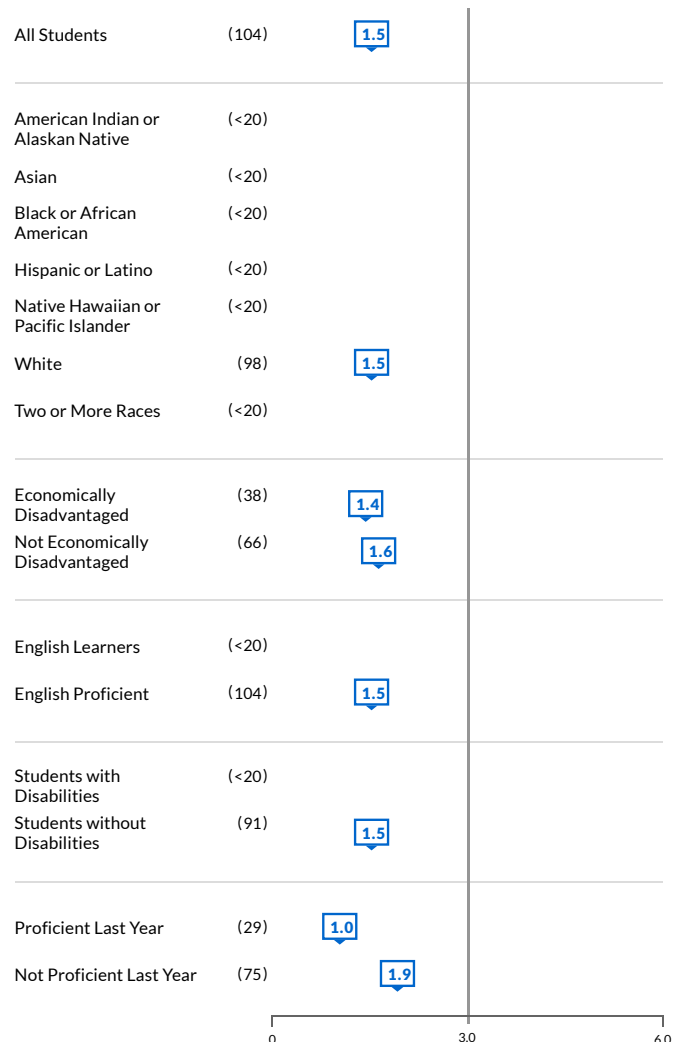 All Students (104) 1.5
American Indian or (<20)
Alaskan Native
Asian (<20)
Black or African (<20)
American
Hispanic or Latino (<20)
Native Hawaiian or (<20)
Pacific Islander
White (98) 1.5
Two or More Races (<20)
Economically (38) 1.4
Disadvantaged
Not Economically (66) 1.6
Disadvantaged
English Learners (<20)
English Proficient (104) 1.5
Students with (<20)
Disabilities
Students without (91) 1.5
Disabilities
Proficient Last Year (29) 1.0
Not Proficient Last Year (75) 1.9
0 3.0 6.0